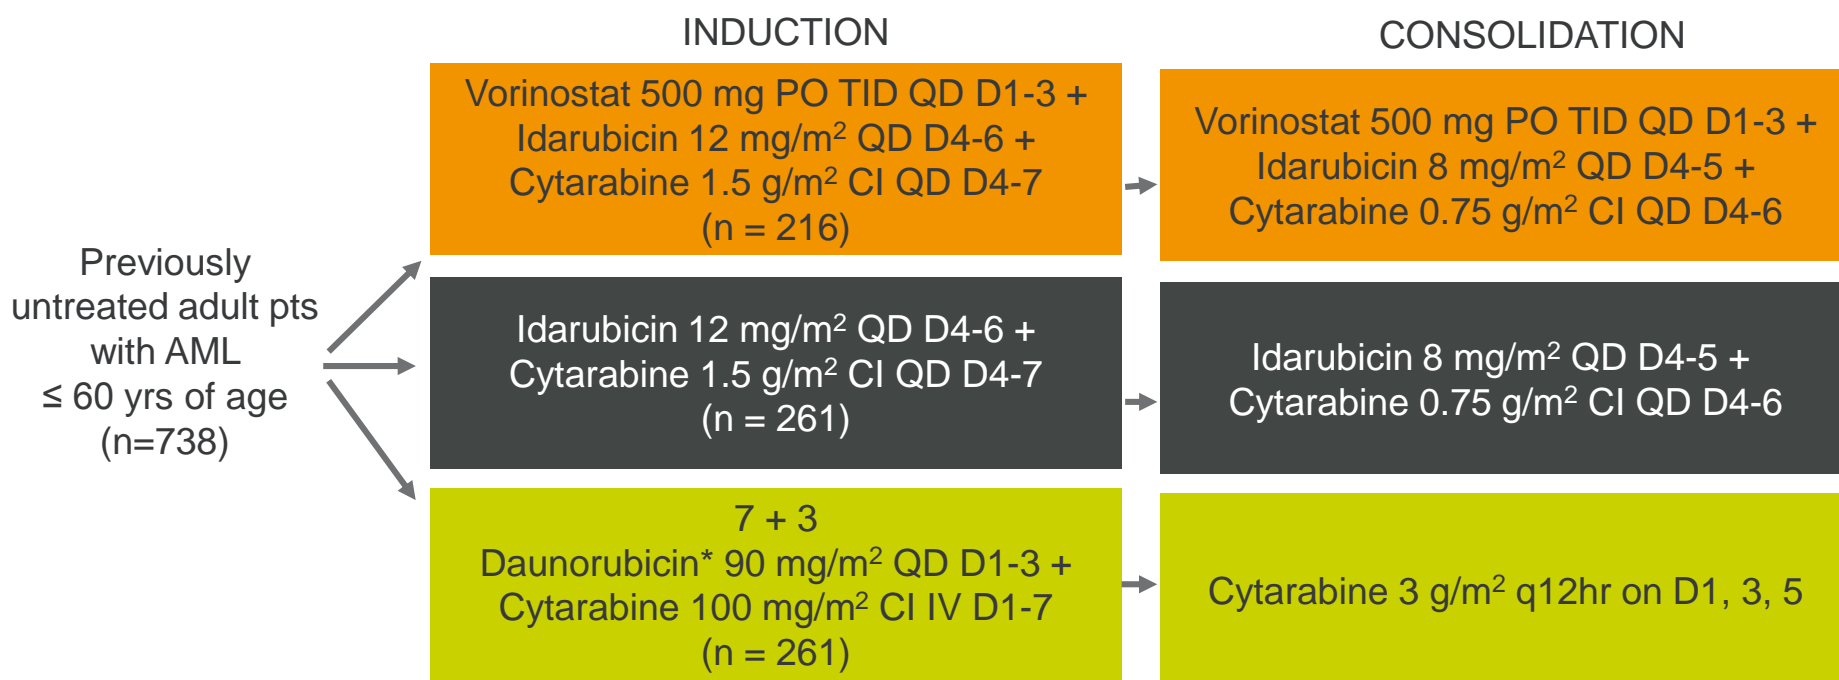 INDUCTION
CONSOLIDATION
Previously
untreated adult pts
with AML
≤ 60 yrs of age
(n=738)
Vorinostat 500 mg PO TID QD D1-3 +
Idarubicin 12 mg/m² QD D4-6 +
Cytarabine 1.5 g/m² CI QD D4-7
(n = 216)
Vorinostat 500 mg PO TID QD D1-3 +
Idarubicin 8 mg/m² QD D4-5 +
Cytarabine 0.75 g/m² CI QD D4-6
Idarubicin 12 mg/m² QD D4-6 +
Cytarabine 1.5 g/m² CI QD D4-7
(n = 261)
Idarubicin 8 mg/m² QD D4-5 +
Cytarabine 0.75 g/m² CI QD D4-6
7 + 3
Daunorubicin* 90 mg/m² QD D1-3 +
Cytarabine 100 mg/m² CI IV D1-7
(n = 261)
Cytarabine 3 g/m² q12hr on D1, 3, 5